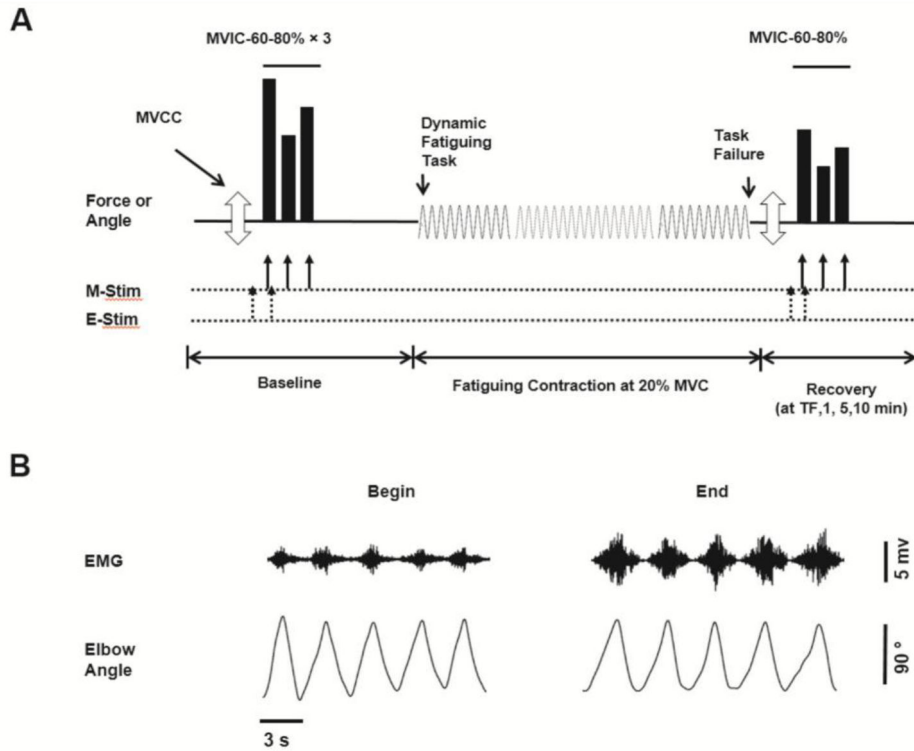 A
MVIC-60-80% × 3
MVIC-60-80%
MVCC
Dynamic
Fatiguing
Task
Task
Failure
Force or
Angle
M-Stim
E-Stim
Baseline
Fatiguing Contraction at 20% MVC
Recovery
(at TF,1, 5,10 min)
B
Begin
End
EMG
5 mv
Elbow
Angle
90 °
3 s